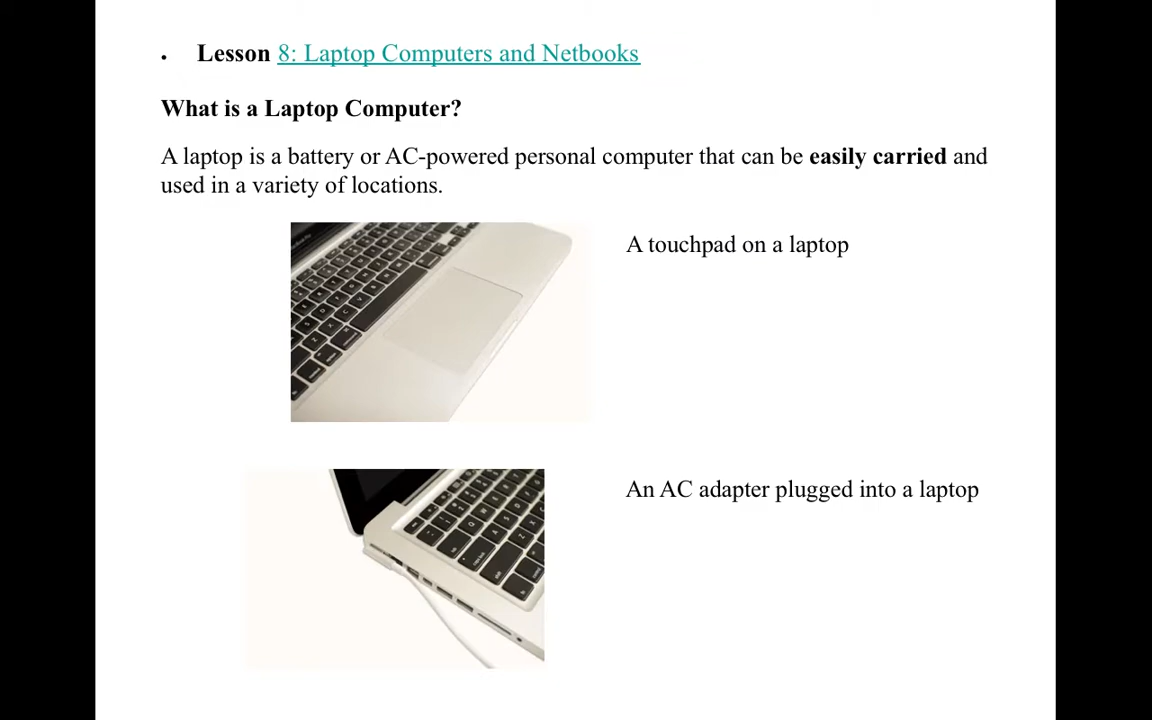 • Lesson 8: Laptop Computers and Netbooks
What is a Laptop Computer?
A laptop is a battery or AC-powered personal computer that can be easily carried and
used in a variety of locations.
A touchpad on a laptop
An AC adapter plugged into a laptop